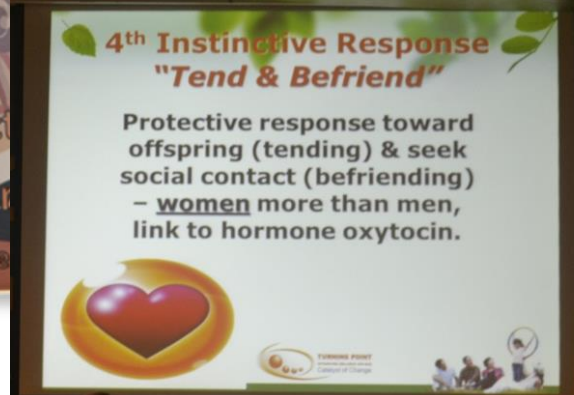 4th Instinctive Response
"Tend & Befriend"
Protective response toward
offspring (tending) & seek
social contact (befriending)
– women more than men,
link to hormone oxytocin.
TURNING POINT
Catalyst of Change